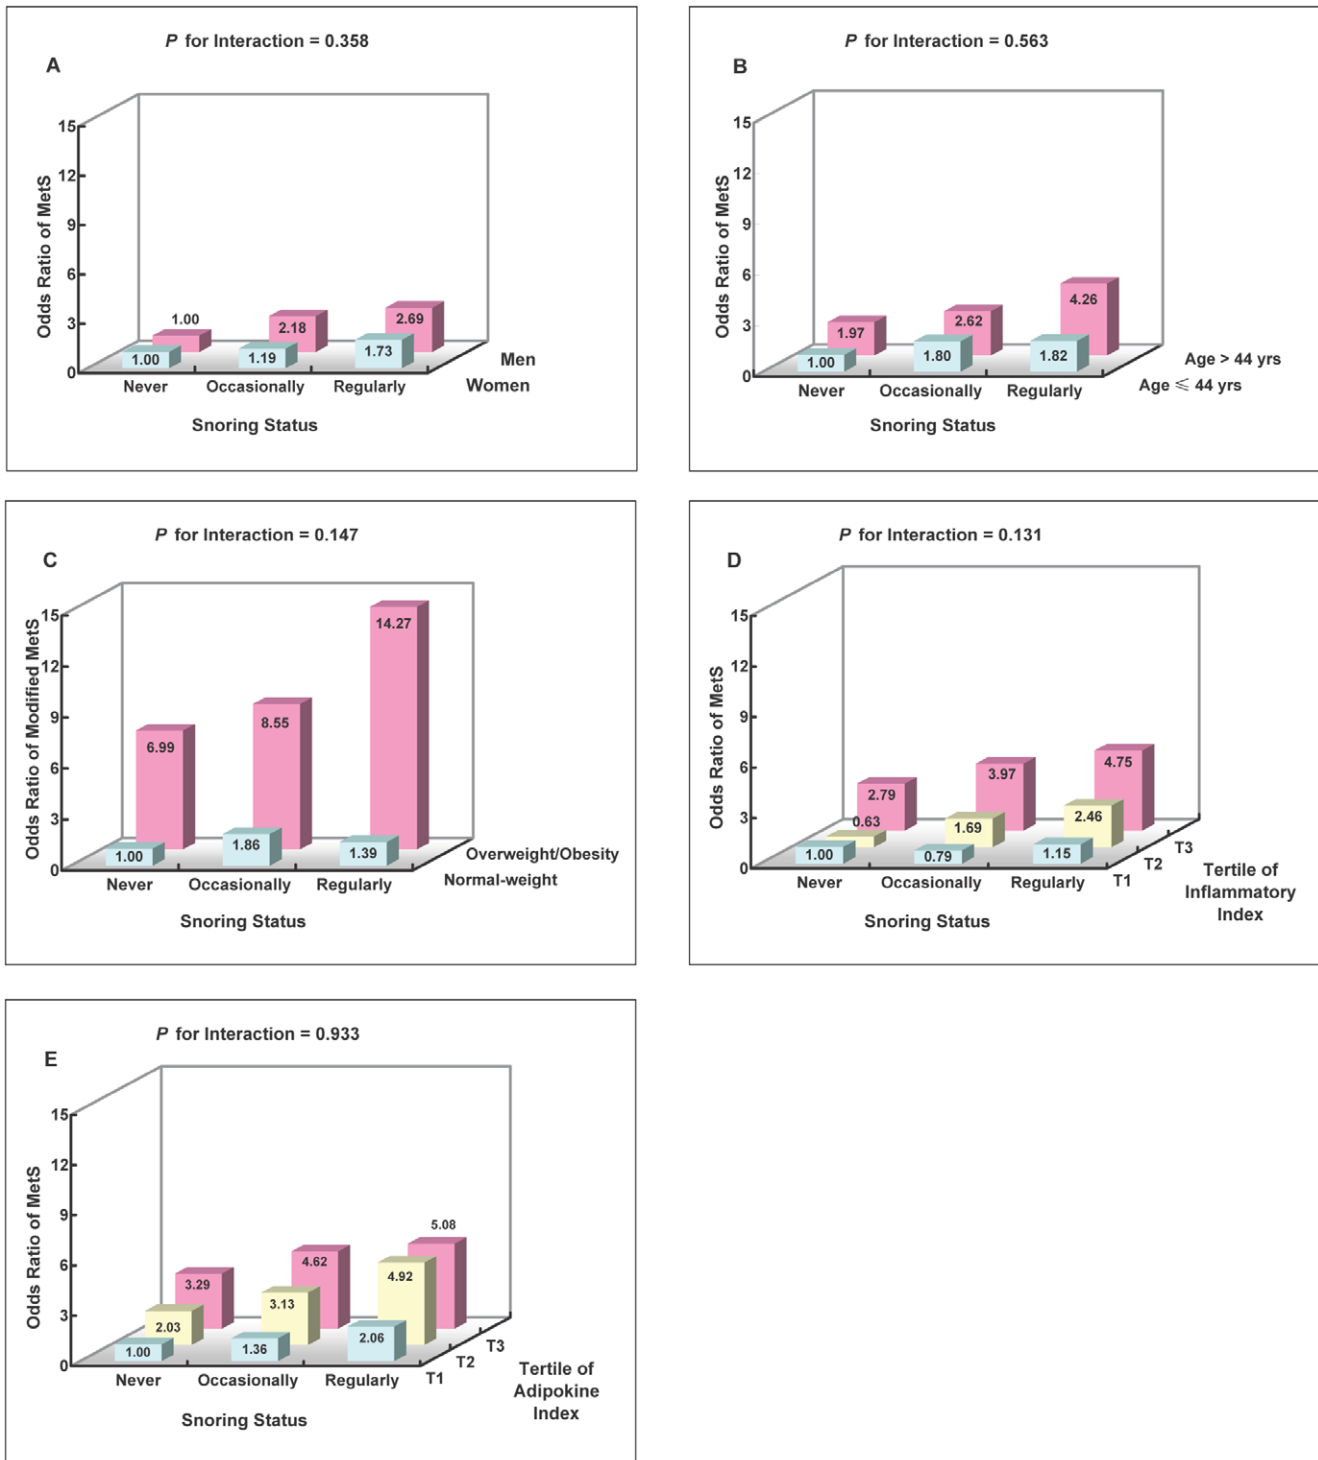 P for Interaction = 0.358
A
Odds Ratio of MetS
15
12
9
6
3
0
1.00
2.18
2.69
1.00
1.19
1.73
Men
Women
Never Occasionally Regularly
Snoring Status
P for Interaction = 0.563
B
Odds Ratio of MetS
15
12
9
6
3
0
1.97
2.62
4.26
1.00
1.80
1.82
Age > 44 yrs
Age ⩽ 44 yrs
Never Occasionally Regularly
Snoring Status
P for Interaction = 0.147
C
Odds Ratio of Modified MetS
15
12
9
6
3
0
6.99
8.55
14.27
1.00
1.86
1.39
Overweight/Obesity
Normal-weight
Never Occasionally Regularly
Snoring Status
P for Interaction = 0.131
D
Odds Ratio of MetS
15
12
9
6
3
0
2.79
3.97
4.75
0.63
1.69
2.46
1.00
0.79
1.15
T3
T2
T1
Never Occasionally Regularly
Tertile of
Inflammatory
Index
Snoring Status
P for Interaction = 0.933
E
Odds Ratio of MetS
15
12
9
6
3
0
3.29
4.62
5.08
2.03
3.13
4.92
1.00
1.36
2.06
T3
T2
T1
Never Occasionally Regularly
Tertile of
Adipokine
Index
Snoring Status